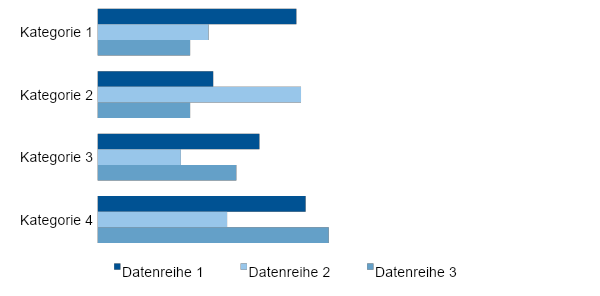 Kategorie 1
Kategorie 2
Kategorie 3
Kategorie 4
Datenreihe 1 Datenreihe 2 Datenreihe 3